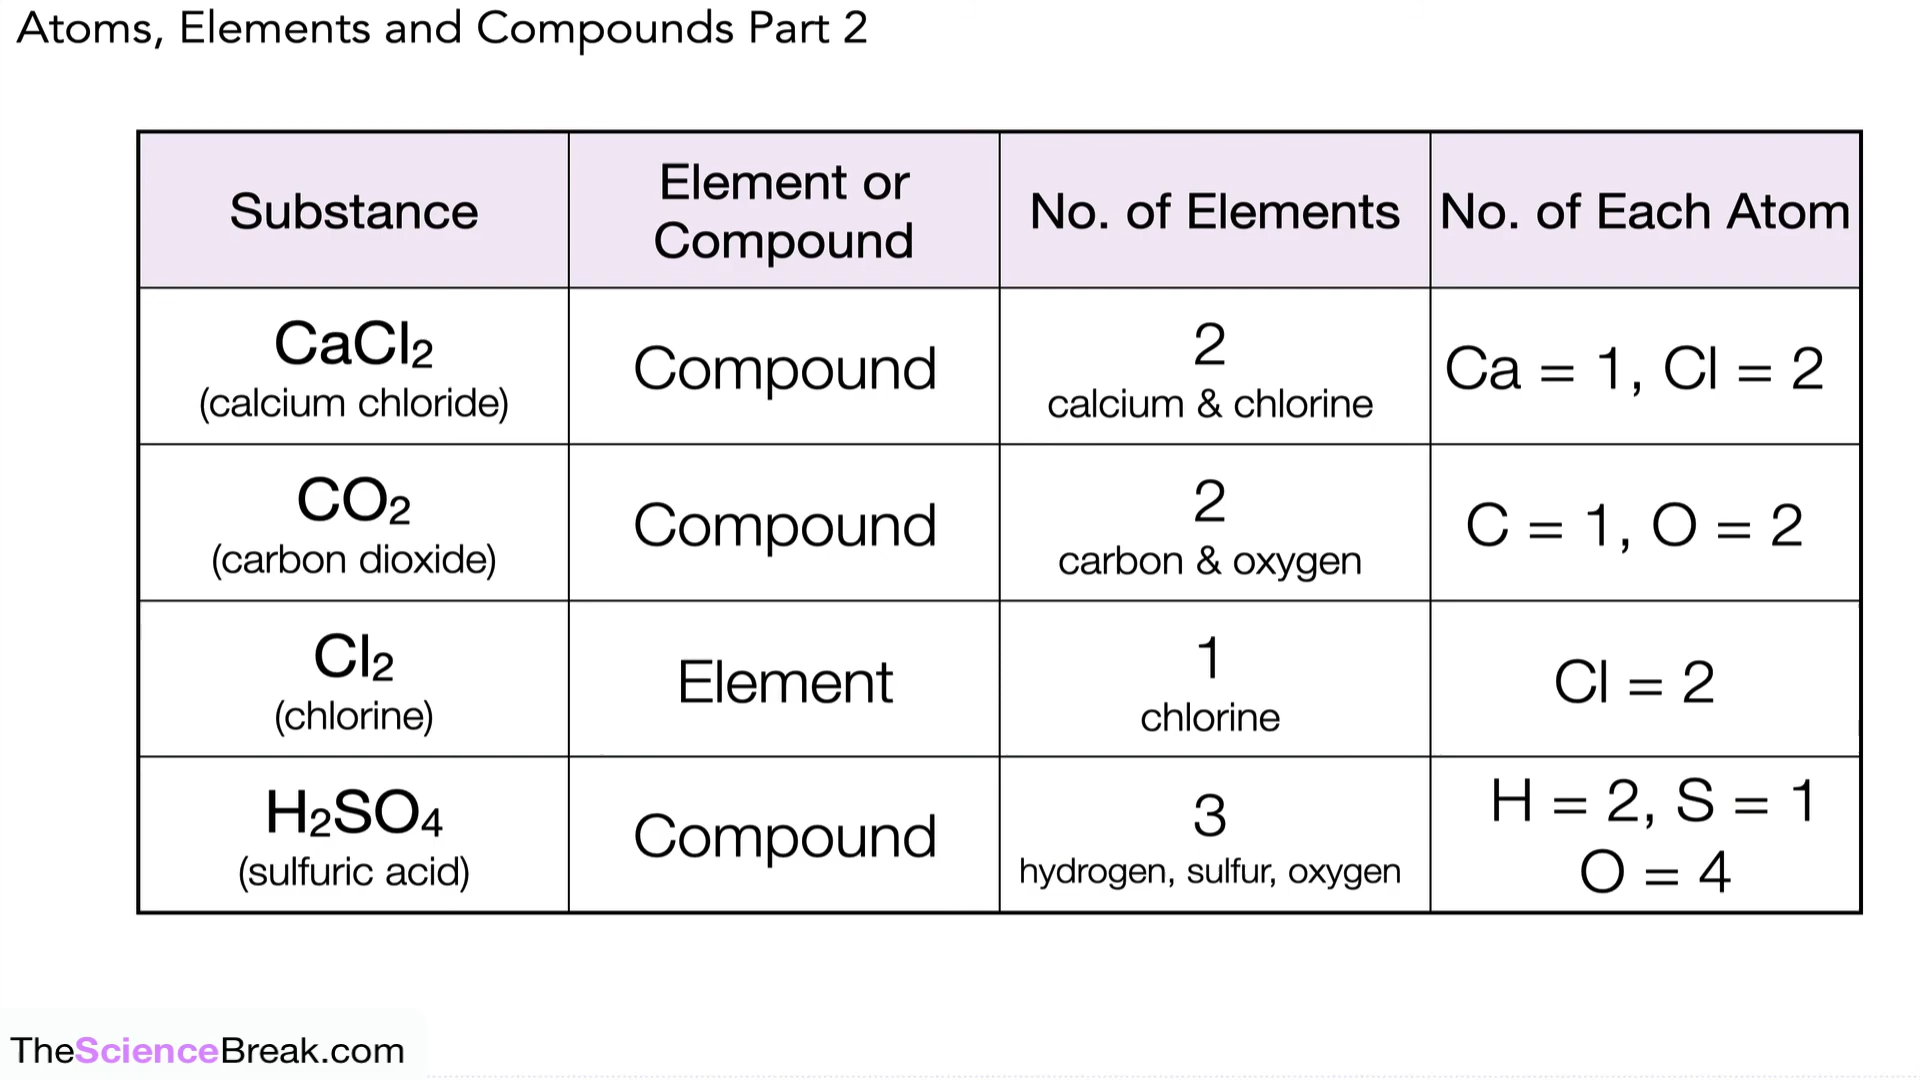 Atoms, Elements and Compounds Part 2
Substance
Element or
Compound
No. of Elements
No. of Each Atom
CaCl₂
(calcium chloride)
Compound
2
calcium & chlorine
Ca = 1, Cl = 2
CO₂
(carbon dioxide)
Compound
2
carbon & oxygen
C = 1, O = 2
Cl₂
(chlorine)
Element
1
chlorine
Cl = 2
H₂SO₄
(sulfuric acid)
Compound
3
hydrogen, sulfur, oxygen
H = 2, S = 1
O = 4
TheScienceBreak.com